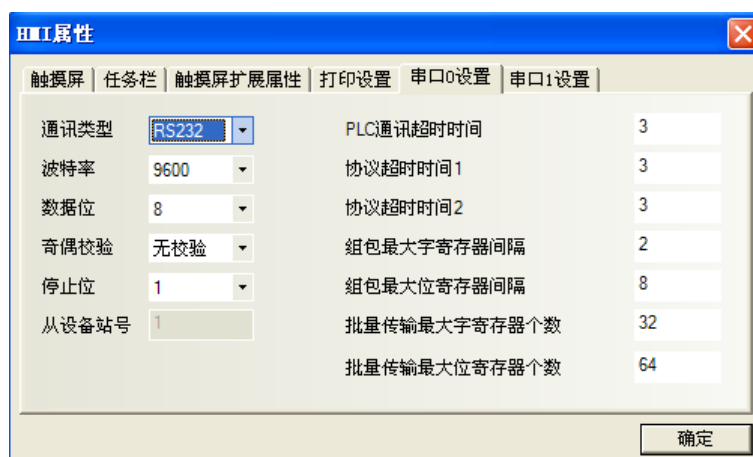 HMI属性
触摸屏 任务栏 触摸屏扩展属性 打印设置 串口0设置 串口1设置
通讯类型 RS232 PLC通讯超时时间 3
波特率 9600 协议超时时间1 3
数据位 8 协议超时时间2 3
奇偶校验 无校验 组包最大字寄存器间隔 2
停止位 1 组包最大位寄存器间隔 8
从设备站号 1 批量传输最大字寄存器个数 32
批量传输最大位寄存器个数 64
确定